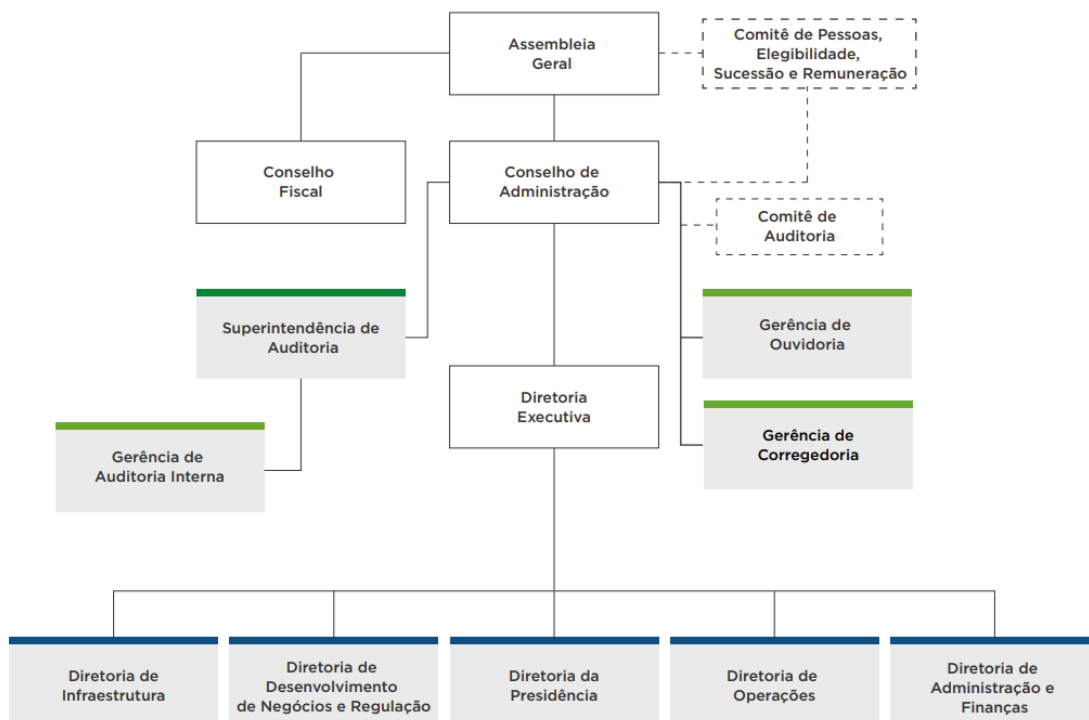 Assembleia
Geral
Comitê de Pessoas,
Elegibilidade,
Sucessão e Remuneração
Conselho
Fiscal
Conselho de
Administração
Comitê de
Auditoria
Superintendência de
Auditoria
Gerência de
Ouvidoria
Diretoria
Executiva
Gerência de
Corregedoria
Gerência de
Auditoria Interna
Diretoria de
Infraestrutura
Diretoria de
Desenvolvimento
de Negócios e Regulação
Diretoria da
Presidência
Diretoria de
Operações
Diretoria de
Administração e
Finanças